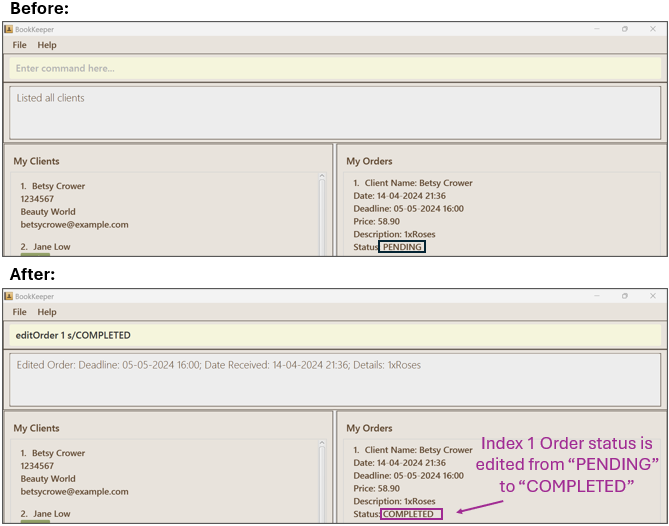 Before:
BookKeeper
File Help
Enter command here...
Listed all clients
My Clients
1. Betsy Crower
1234567
Beauty World
betsycrowe@example.com
2. Jane Low
My Orders
1. Client Name: Betsy Crower
Date: 14-04-2024 21:36
Deadline: 05-05-2024 16:00
Price: 58.90
Description: 1xRoses
Status: PENDING
After:
BookKeeper
File Help
editOrder 1 s/COMPLETED
Edited Order: Deadline: 05-05-2024 16:00; Date Received: 14-04-2024 21:36; Details: 1xRoses
My Clients
1. Betsy Crower
1234567
Beauty World
betsycrowe@example.com
2. Jane Low
My Orders
1. Client Name: Betsy Crower
Date: 14-04-2024 21:36
Deadline: 05-05-2024 16:00
Price: 58.90
Description: 1xRoses
Status: COMPLETED
Index 1 Order status is
edited from “PENDING”
to “COMPLETED”